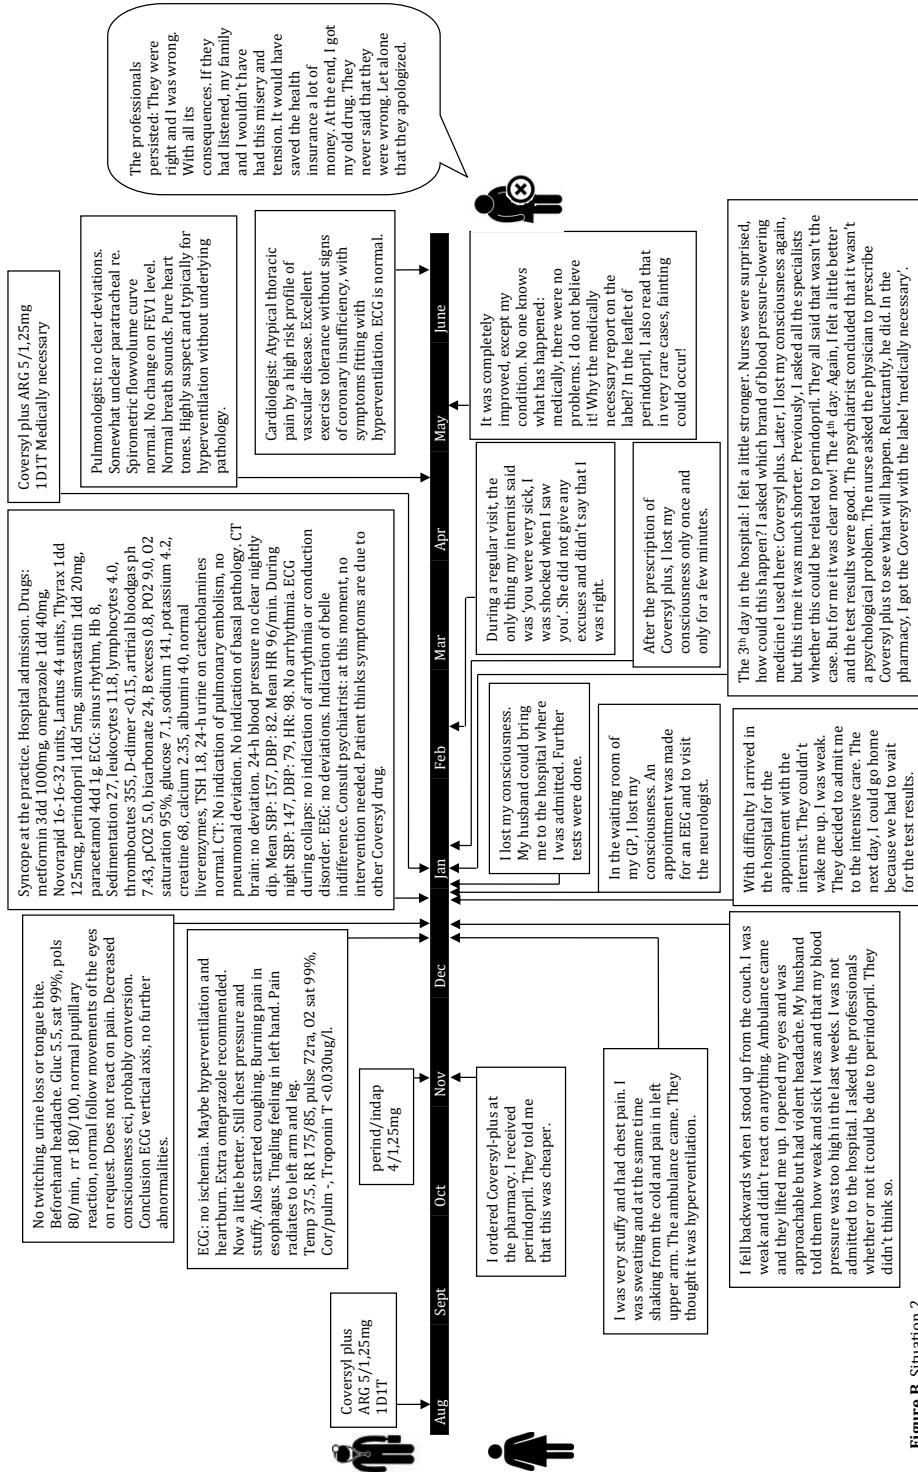 Coversyl plus
ARG 5/1,25mg
1D1T
No twitching, urine loss or tongue bite.
Beforehand headache. Gluc 5.5, sat 99%, pols
80/min, rr 180/100, normal pupillary
reaction, normal follow movements of the eyes
on request. Does not react on pain. Decreased
consciousness eci, probably conversion.
Conclusion ECG vertical axis, no further
abnormalities.
ECG: no ischemia. Maybe hyperventilation and
heartburn. Extra omeprazole recommended.
Now a little better. Still chest pressure and
stuffy. Also started coughing. Burning pain in
esophagus. Tingling feeling in left hand. Pain
radiates to left arm and leg.
Temp 37.5, RR 175/85, pulse 72ra, O2 sat 99%,
Cor/pulm -, Troponin T <0.030ug/l.
perind/indap
4/1,25mg
Syncope at the practice. Hospital admission. Drugs:
metformin 3dd 1000mg, omeprazole 1dd 40mg,
Novorapid 16-16-32 units, Lantus 44 units, Thyrax 1dd
125mcg, perindopril 1dd 5mg, simvastatin 1dd 20mg,
paracetamol 4dd 1g. ECG: sinus rhythm, Hb 8,
Sedimentation 27, leukocytes 11.8, lymphocytes 4.0,
thrombocutes 355, D-dimer <0.15, artirial bloodgas ph
7.43, pCO2 5.0, bicarbonate 24, B excess 0.8, PO2 9.0, O2
saturation 95%, glucose 7.1, sodium 141, potassium 4.2,
creatine 68, calcium 2.35, albumin 40, normal
liverenzymes, TSH 1.8, 24-h urine on catecholamines
normal. CT: No indication of pulmonary embolism, no
pneumonal deviation. No indication of basal pathology. CT
brain: no deviation. 24-h blood pressure no clear nightly
dip. Mean SBP: 157, DBP: 82. Mean HR 96/min. During
night SBP: 147, DBP: 79, HR: 98. No arrhythmia. ECG
during collaps: no indication of arrhythmia or conduction
disorder. EEG: no deviations. Indication of belle
indifference. Consult psychiatrist: at this moment, no
intervention needed. Patient thinks symptoms are due to
other Coversyl drug.
Coversyl plus ARG 5/1,25mg
1D1T Medically necessary
Pulmonologist: no clear deviations.
Somewhat unclear paratracheal re.
Spirometric flowvolume curve
normal. No change on FEV1 level.
Normal breath sounds. Pure heart
tones. Highly suspect and typically for
hyperventilation without underlying
pathology.
Cardiologist: Atypical thoracic
pain by a high risk profile of
vascular disease. Excellent
exercise tolerance without signs
of coronary insufficiency, with
symptoms fitting with
hyperventilation. ECG is normal.
The professionals
persisted: They were
right and I was wrong.
With all its
consequences. If they
had listened, my family
and I wouldn't have
had this misery and
tension. It would have
saved the health
insurance a lot of
money. At the end, I got
my old drug. They
never said that they
were wrong. Let alone
that they apologized.
Aug Sept Oct Nov Dec Jan Feb Mar Apr May June
I ordered Coversyl-plus at
the pharmacy. I received
perindopril. They told me
that this was cheaper.
I was very stuffy and had chest pain. I
was sweating and at the same time
shaking from the cold and pain in left
upper arm. The ambulance came. They
thought it was hyperventilation.
I fell backwards when I stood up from the couch. I was
weak and didn't react on anything. Ambulance came
and they lifted me up. I opened my eyes and was
approachable but had violent headache. My husband
told them how weak and sick I was and that my blood
pressure was too high in the last weeks. I was not
admitted to the hospital. I asked the professionals
whether or not it could be due to perindopril. They
didn't think so.
With difficulty I arrived in
the hospital for the
appointment with the
internist. They couldn't
wake me up. I was weak.
They decided to admit me
to the intensive care. The
next day, I could go home
because we had to wait
for the test results.
In the waiting room of
my GP, I lost my
consciousness. An
appointment was made
for an EEG and to visit
the neurologist.
I lost my consciousness.
My husband could bring
me to the hospital where
I was admitted. Further
tests were done.
The 3th day in the hospital: I felt a little stronger. Nurses were surprised,
how could this happen? I asked which brand of blood pressure-lowering
medicine I used here: Coversyl plus. Later, I lost my consciousness again,
but this time it was much shorter. Previously, I asked all the specialists
whether this could be related to perindopril. They all said that wasn't the
case. But for me it was clear now! The 4th day: Again, I felt a little better
and the test results were good. The psychiatrist concluded that it wasn't
a psychological problem. The nurse asked the physician to prescribe
Coversyl plus to see what will happen. Reluctantly, he did. In the
pharmacy, I got the Coversyl with the label 'medically necessary'.
After the prescription of
Coversyl plus, I lost my
consciousness only once and
only for a few minutes.
During a regular visit, the
only thing my internist said
was 'you were very sick, I
was shocked when I saw
you'. She did not give any
excuses and didn't say that I
was right.
It was completely
improved, except my
condition. No one knows
what has happened:
medically, there were no
problems. I do not believe
it! Why the medically
necessary report on the
label? In the leaflet of
perindopril, I also read that
in very rare cases, fainting
could occur!
Figure B. Situation 2